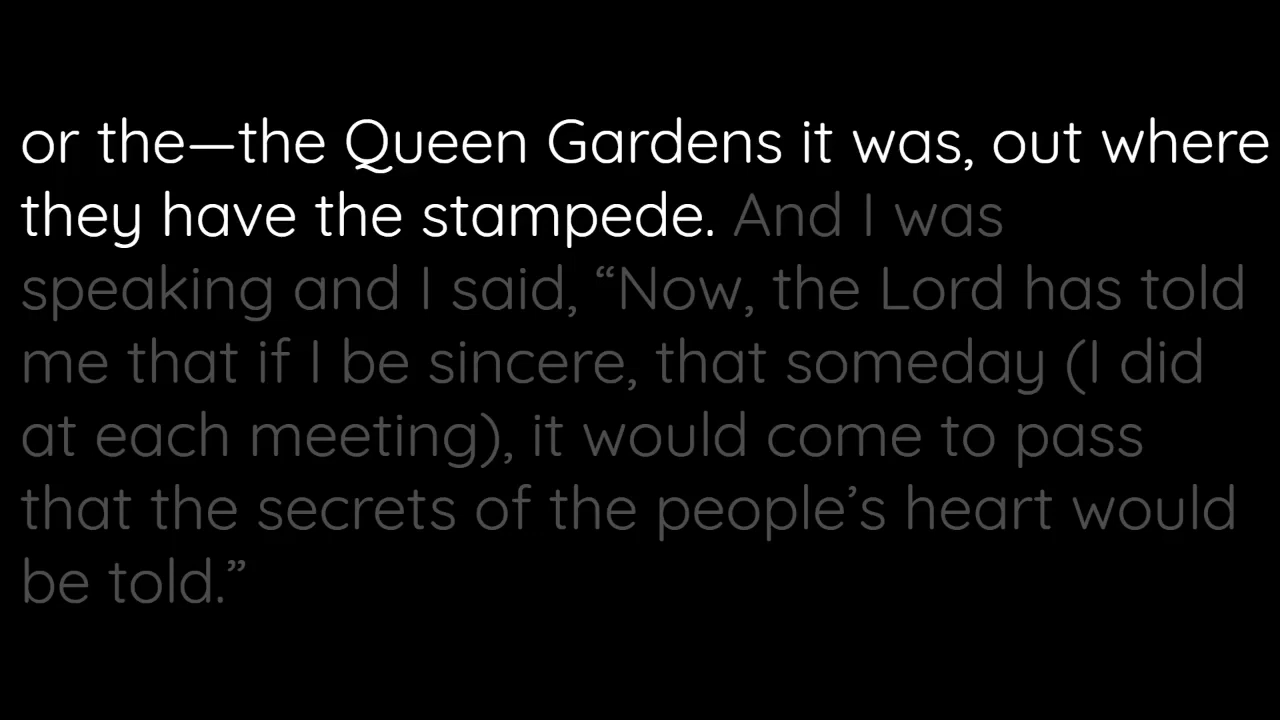 or the—the Queen Gardens it was, out where
they have the stampede. And I was
speaking and I said, “Now, the Lord has told
me that if I be sincere, that someday (I did
at each meeting), it would come to pass
that the secrets of the people’s heart would
be told.”